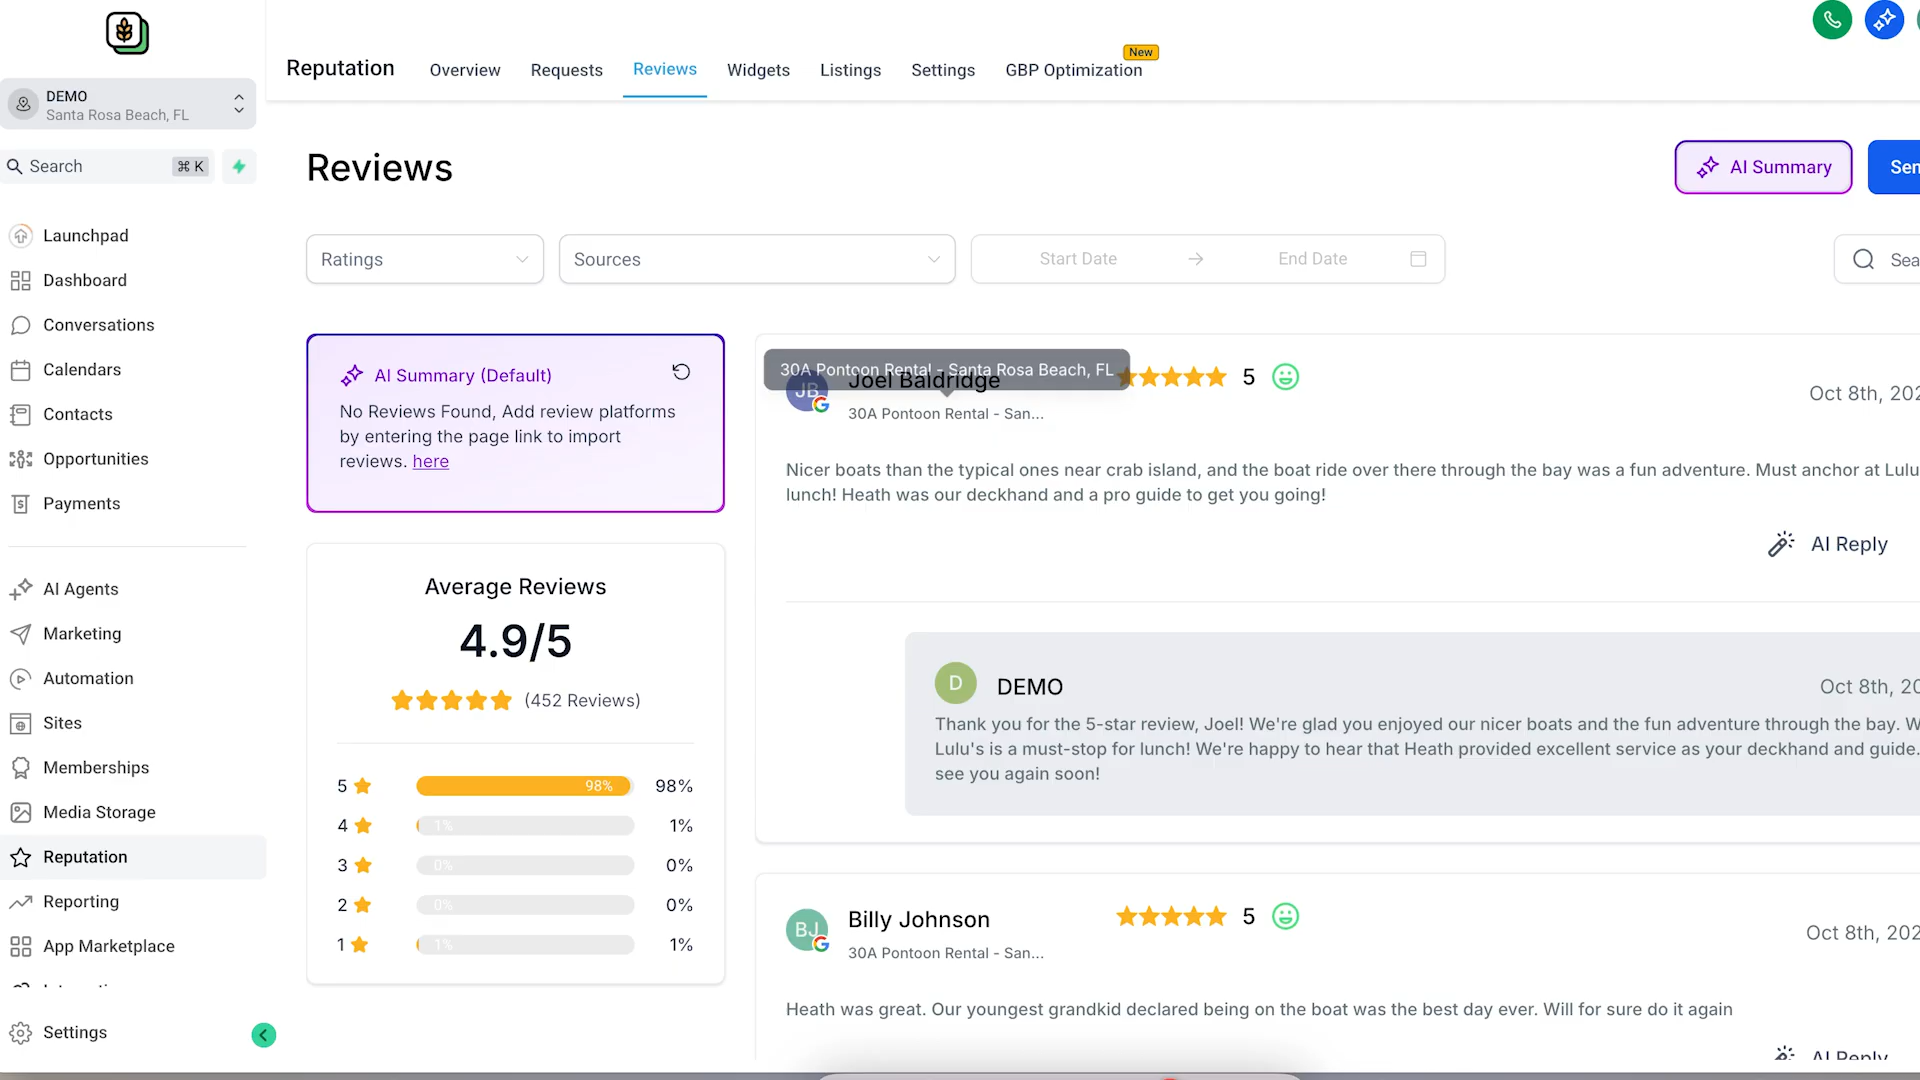 New
Reputation Overview Requests Reviews Widgets Listings Settings GBP Optimization
DEMO
Santa Rosa Beach, FL
Search ⌘ K
Launchpad
Dashboard
Conversations
Calendars
Contacts
Opportunities
Payments
AI Agents
Marketing
Automation
Sites
Memberships
Media Storage
Reputation
Reporting
App Marketplace
Settings
Reviews
AI Summary
Ratings Sources Start Date → End Date
AI Summary (Default)
No Reviews Found, Add review platforms
by entering the page link to import
reviews. here
Average Reviews
4.9/5
(452 Reviews)
5 98% 98%
4 1% 1%
3 0% 0%
2 0% 0%
1 1% 1%
30A Pontoon Rental - Santa Rosa Beach, FL
JB Joel Baldridge 5
30A Pontoon Rental - San...
Oct 8th,
Nicer boats than the typical ones near crab island, and the boat ride over there through the bay was a fun adventure. Must anchor at Lulu
lunch! Heath was our deckhand and a pro guide to get you going!
AI Reply
D DEMO
Oct 8th,
Thank you for the 5-star review, Joel! We're glad you enjoyed our nicer boats and the fun adventure through the bay.
Lulu's is a must-stop for lunch! We're happy to hear that Heath provided excellent service as your deckhand and guide.
see you again soon!
BJ Billy Johnson 5
30A Pontoon Rental - San...
Oct 8th,
Heath was great. Our youngest grandkid declared being on the boat was the best day ever. Will for sure do it again
AI Reply